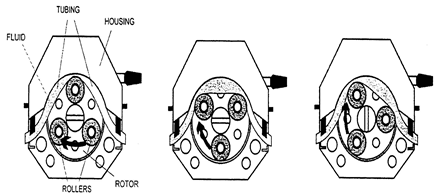 TUBING
HOUSING
FLUID
ROTOR
ROLLERS